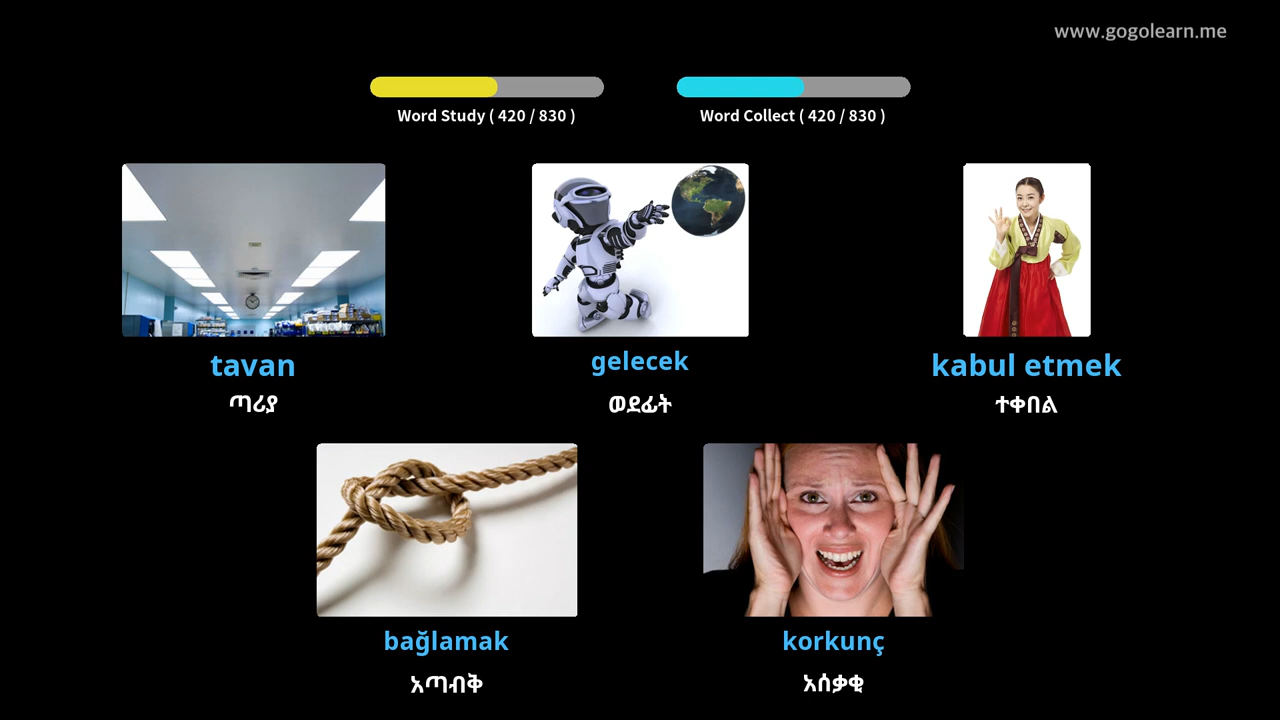 www.gogolearn.me
Word Study ( 420 / 830 )
Word Collect ( 420 / 830 )
tavan
ጣሪያ
gelecek
ወደፊት
kabul etmek
ተቀበል
bağlamak
አጣብቅ
korkunç
አሰቃቂ